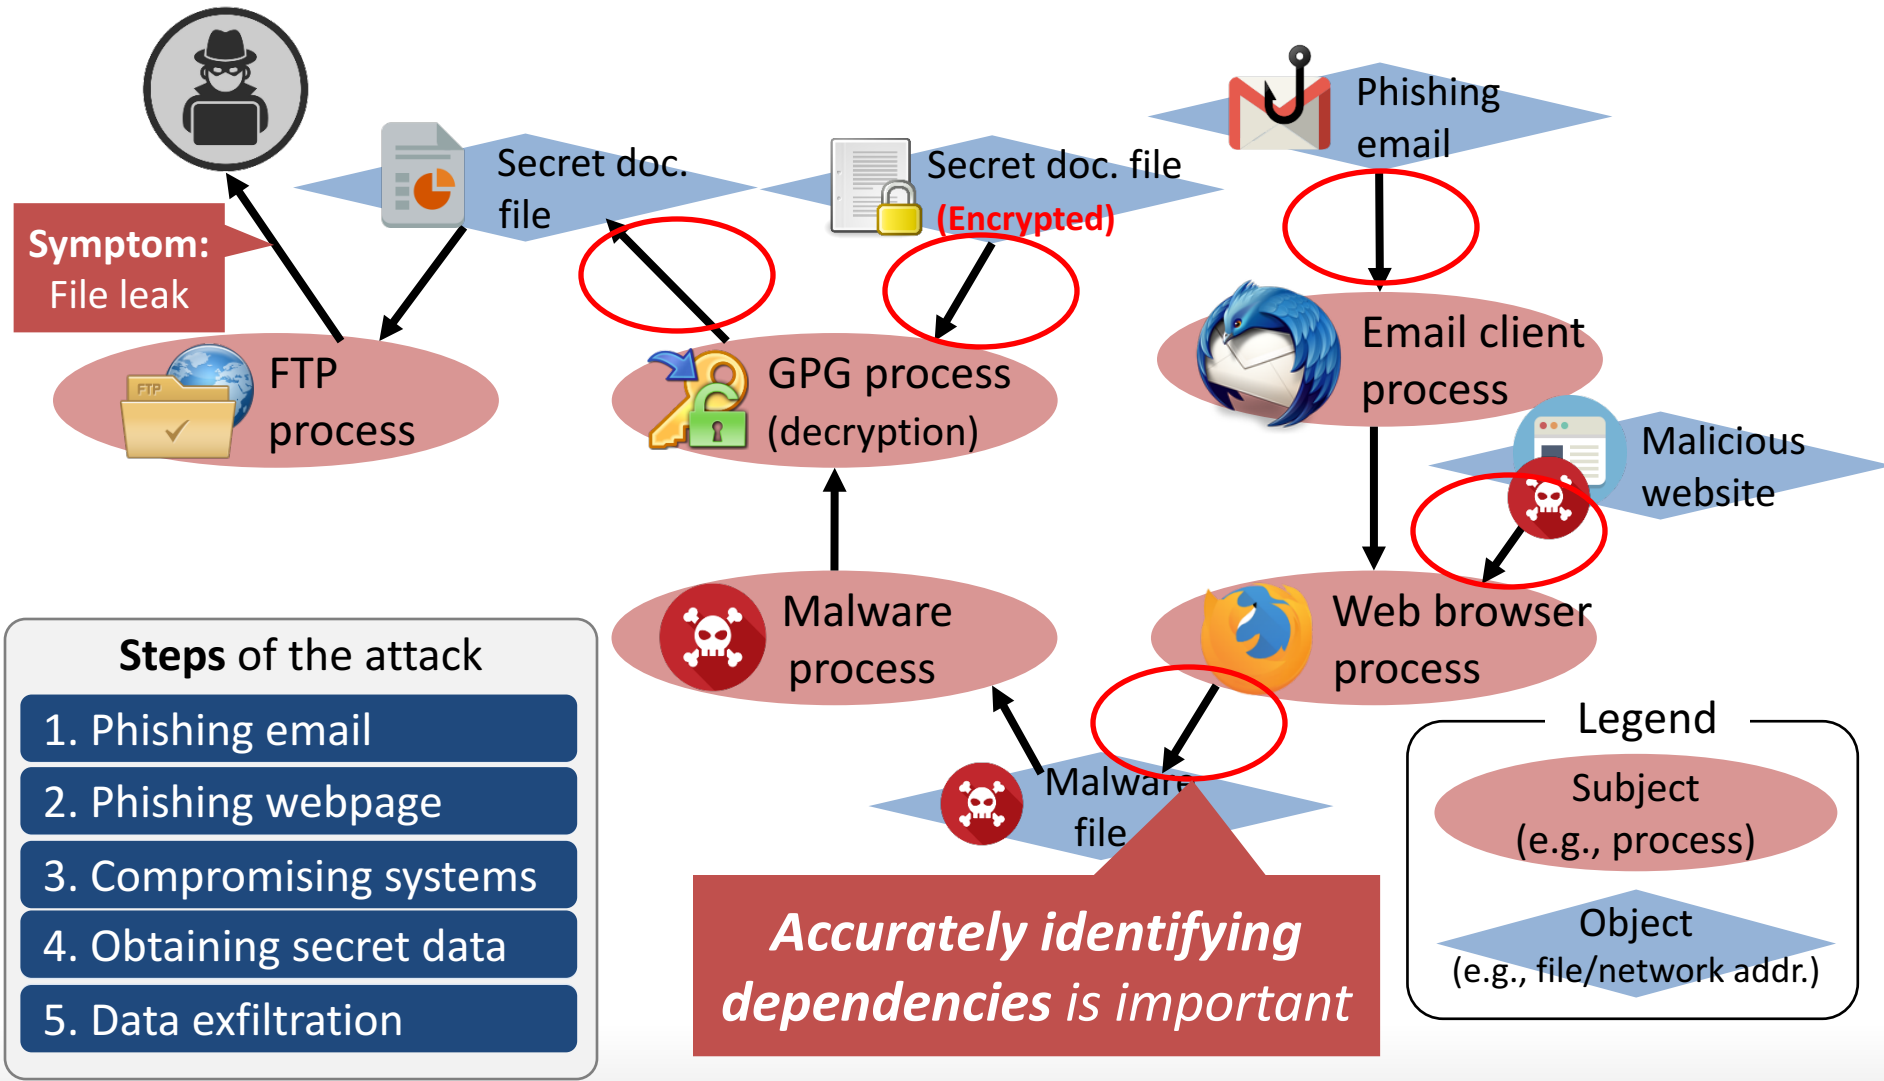 Phishing
email
Secret doc.
file
Secret doc. file
(Encrypted)
Symptom:
File leak
FTP
FTP
process
GPG process
(decryption)
Email client
process
Malicious
website
Malware
process
Web browser
process
Malware
file
Steps of the attack
1. Phishing email
2. Phishing webpage
3. Compromising systems
4. Obtaining secret data
5. Data exfiltration
Accurately identifying
dependencies is important
Legend
Subject
(e.g., process)
Object
(e.g., file/network addr.)